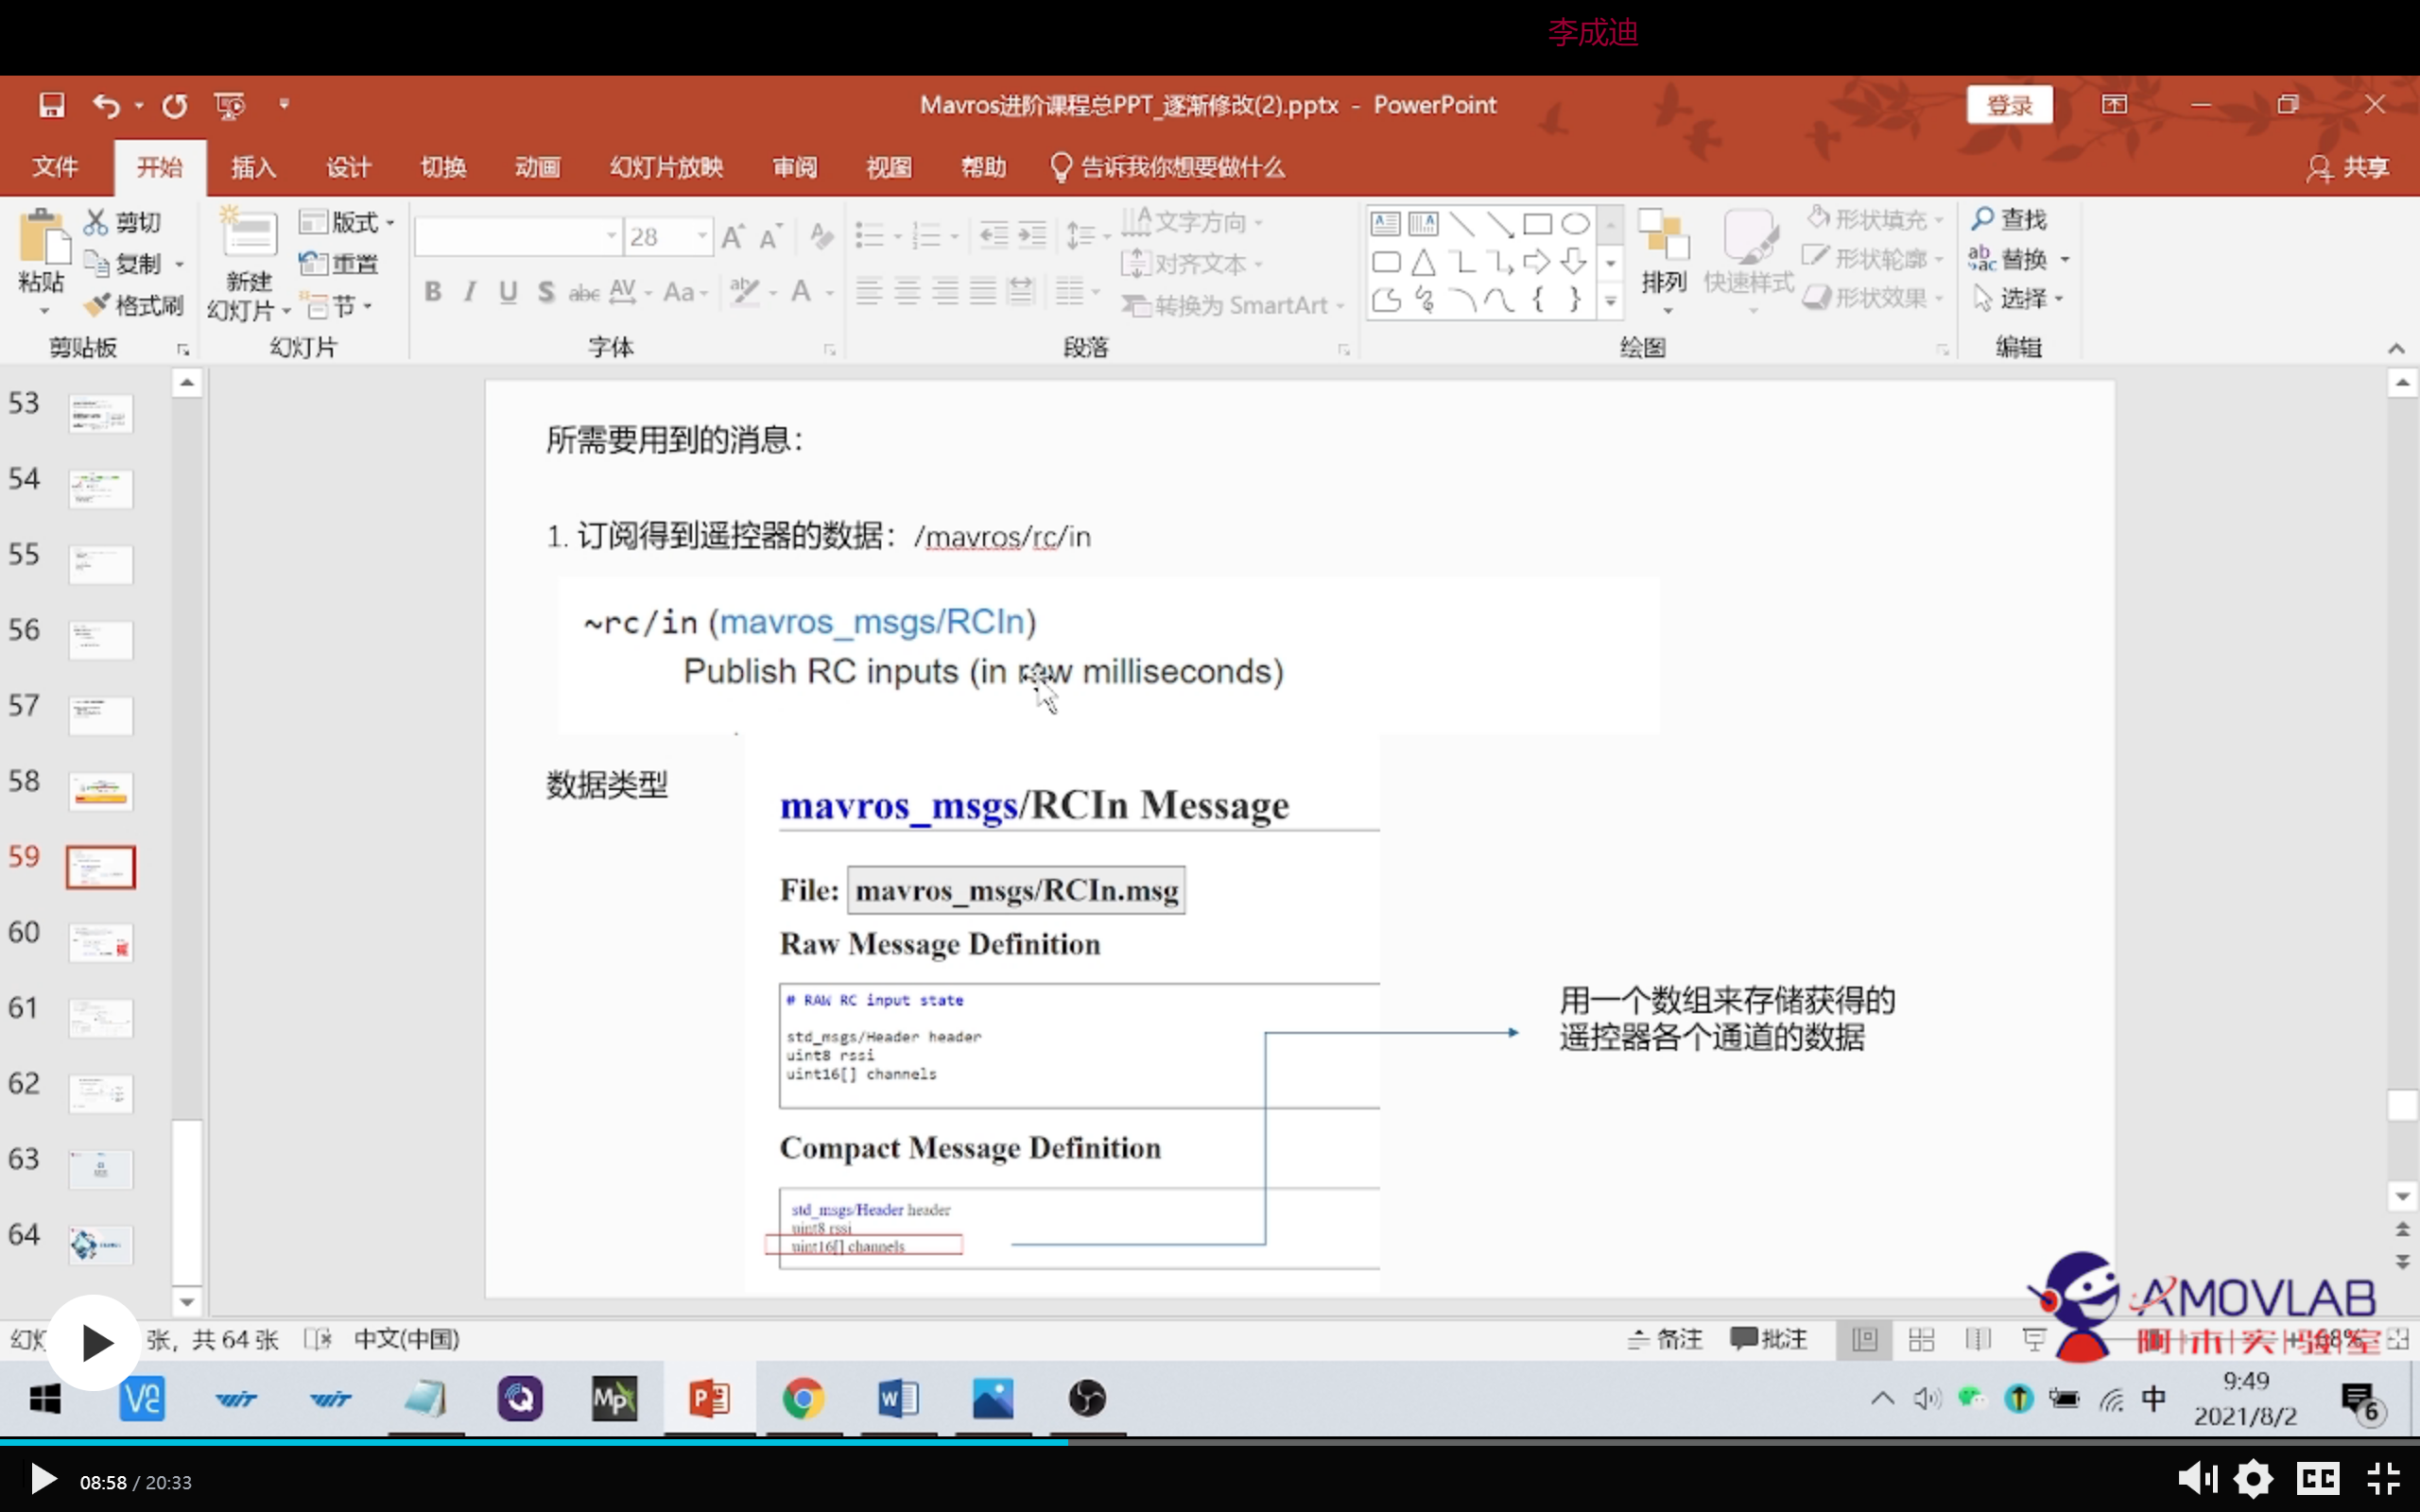 李成迪
Mavros进阶课程总PPT_逐渐修改(2).pptx - PowerPoint
登录
文件 开始 插入 设计 切换 动画 幻灯片放映 审阅 视图 帮助 告诉我你想要做什么 共享
剪切
复制
格式刷
粘贴
剪贴板
新建
幻灯片
版式
重置
节
幻灯片
28
字体
文字方向
对齐文本
转换为 SmartArt
段落
排列
快速样式
形状填充
形状轮廓
形状效果
绘图
查找
替换
选择
编辑
53
54
55
56
57
58
59
60
61
62
63
64
所需要用到的消息：
1. 订阅得到遥控器的数据：/mavros/rc/in
~rc/in (mavros_msgs/RCIn)
Publish RC inputs (in raw milliseconds)
数据类型
mavros_msgs/RCIn Message
File: mavros_msgs/RCIn.msg
Raw Message Definition
# RAW RC input state
std_msgs/Header header
uint8 rssi
uint16[] channels
用一个数组来存储获得的
遥控器各个通道的数据
Compact Message Definition
std_msgs/Header header
uint8 rssi
uint16[] channels
AMOVLAB
阿木实验室
张，共 64 张 中文(中国)
备注 批注 68%
中
9:49
2021/8/2
6
08:58 / 20:33
CC